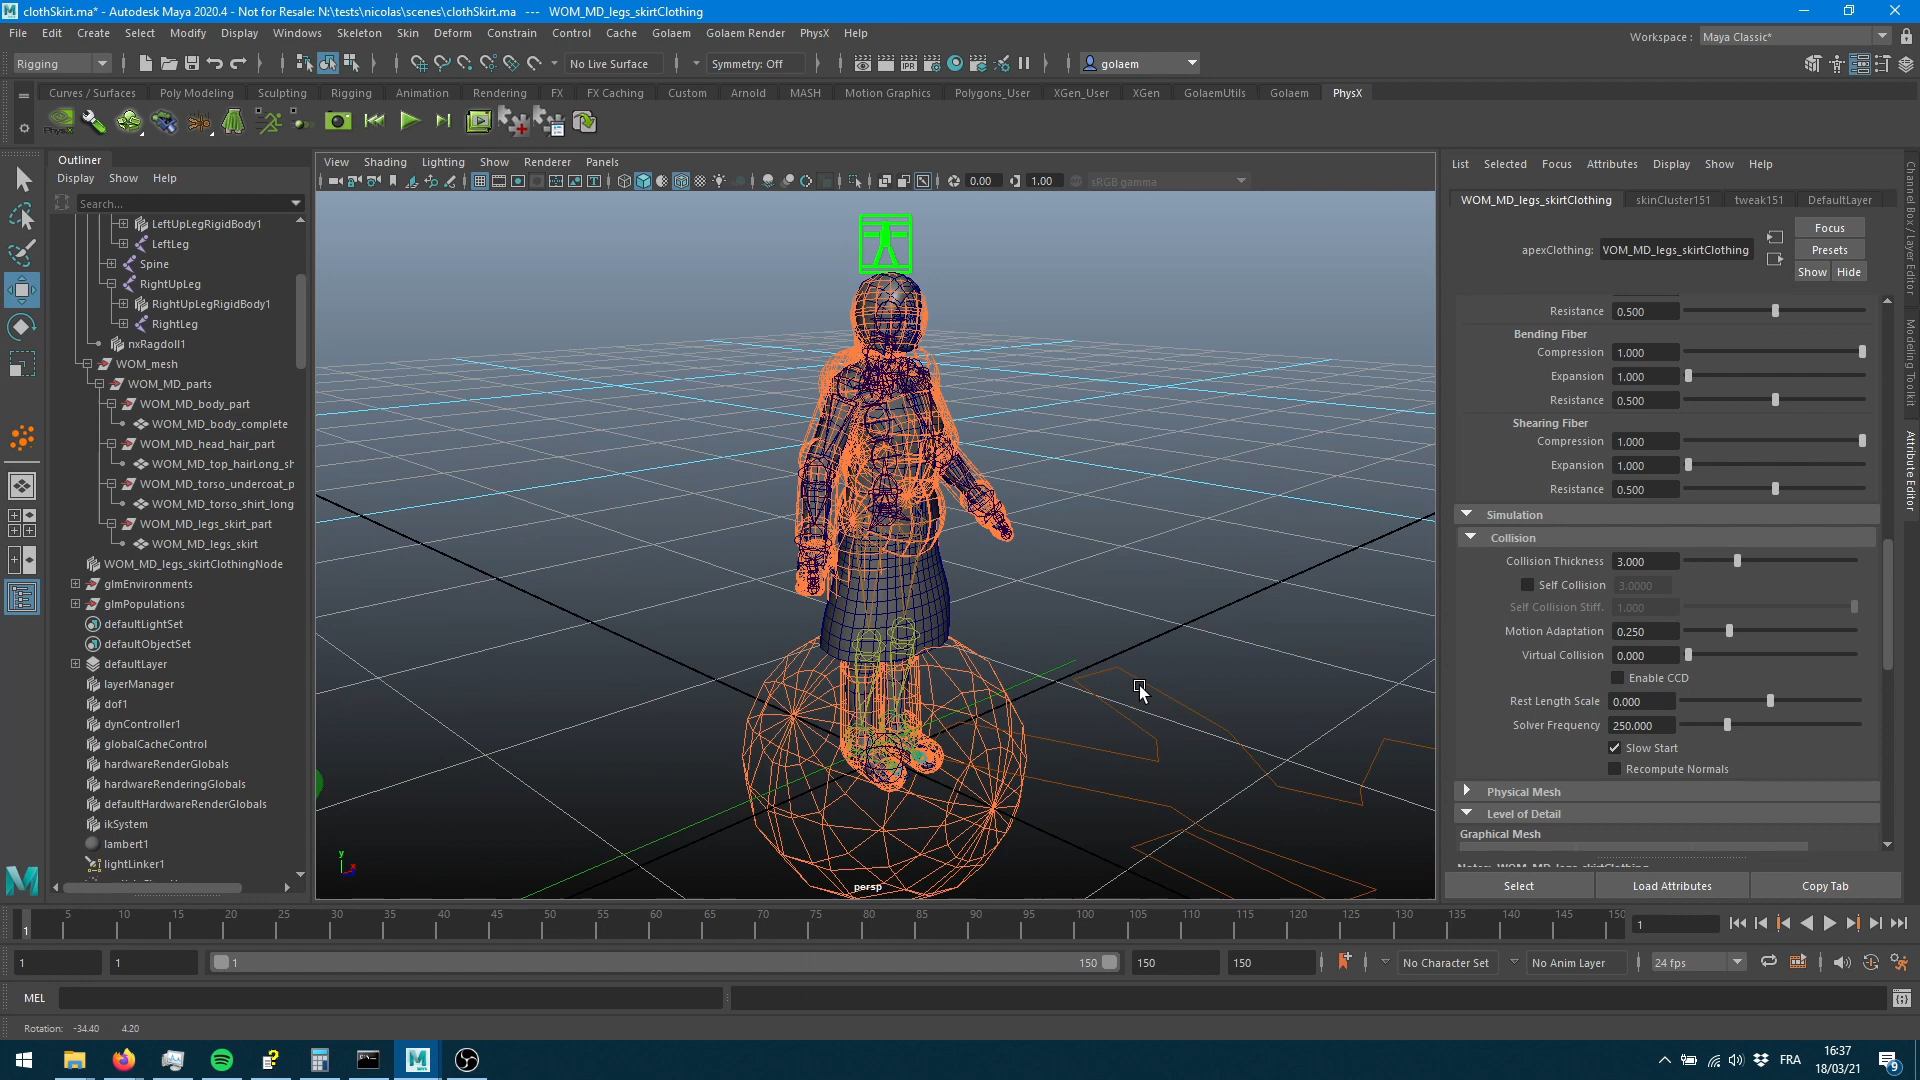 clothSkirt.ma* - Autodesk Maya 2020.4 - Not for Resale: N:\tests\nicolas\scenes\clothSkirt.ma --- WOM_MD_legs_skirtClothing
File Edit Create Select Modify Display Windows Skeleton Skin Deform Constrain Control Cache Golaem Golaem Render PhysX Help
Workspace : Maya Classic*
Rigging No Live Surface Symmetry: Off golaem
Curves / Surfaces Poly Modeling Sculpting Rigging Animation Rendering FX FX Caching Custom Arnold MASH Motion Graphics Polygons_User XGen_User XGen GolaemUtils Golaem PhysX
Outliner
Display Show Help
Search...
LeftUpLegRigidBody1
LeftLeg
Spine
RightUpLeg
RightUpLegRigidBody1
RightLeg
nxRagdoll1
WOM_mesh
WOM_MD_parts
WOM_MD_body_part
WOM_MD_body_complete
WOM_MD_head_hair_part
WOM_MD_top_hairLong_sh
WOM_MD_torso_undercoat_p
WOM_MD_torso_shirt_long
WOM_MD_legs_skirt_part
WOM_MD_legs_skirt
WOM_MD_legs_skirtClothingNode
glmEnvironments
glmPopulations
defaultLightSet
defaultObjectSet
defaultLayer
layerManager
dof1
dynController1
globalCacheControl
hardwareRenderGlobals
hardwareRenderingGlobals
defaultHardwareRenderGlobals
ikSystem
lambert1
lightLinker1
View Shading Lighting Show Renderer Panels
0.00 1.00 sRGB gamma
y
x
persp
List Selected Focus Attributes Display Show Help
WOM_MD_legs_skirtClothing skinCluster151 tweak151 DefaultLayer
Focus
apexClothing: VOM_MD_legs_skirtClothing Presets
Show Hide
Resistance 0.500
Bending Fiber
Compression 1.000
Expansion 1.000
Resistance 0.500
Shearing Fiber
Compression 1.000
Expansion 1.000
Resistance 0.500
Simulation
Collision
Collision Thickness 3.000
Self Collision 3.0000
Self Collision Stiff. 1.000
Motion Adaptation 0.250
Virtual Collision 0.000
Enable CCD
Rest Length Scale 0.000
Solver Frequency 250.000
Slow Start
Recompute Normals
Physical Mesh
Level of Detail
Graphical Mesh
Notes: WOM_MD_legs_skirtClothing
Select Load Attributes Copy Tab
Channel Box / Layer Editor
Modeling Toolkit
Attribute Editor
5 10 15 20 25 30 35 40 45 50 55 60 65 70 75 80 85 90 95 100 105 110 115 120 125 130 135 140 145 150
1 1
1 1 1 150 150 150 No Character Set No Anim Layer 24 fps
MEL
Rotation: -34.40 4.20
FRA
16:37
18/03/21
9